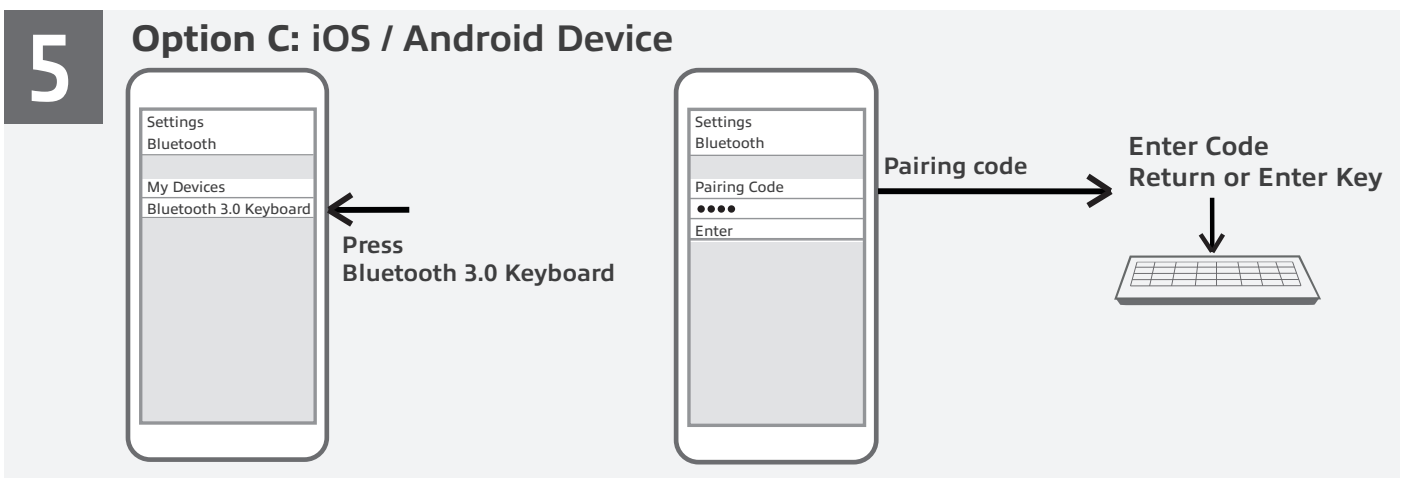 5
Option C: iOS / Android Device
Settings
Bluetooth
My Devices
Bluetooth 3.0 Keyboard
Press
Bluetooth 3.0 Keyboard
Settings
Bluetooth
Pairing Code
••••
Enter
Pairing code
Enter Code
Return or Enter Key